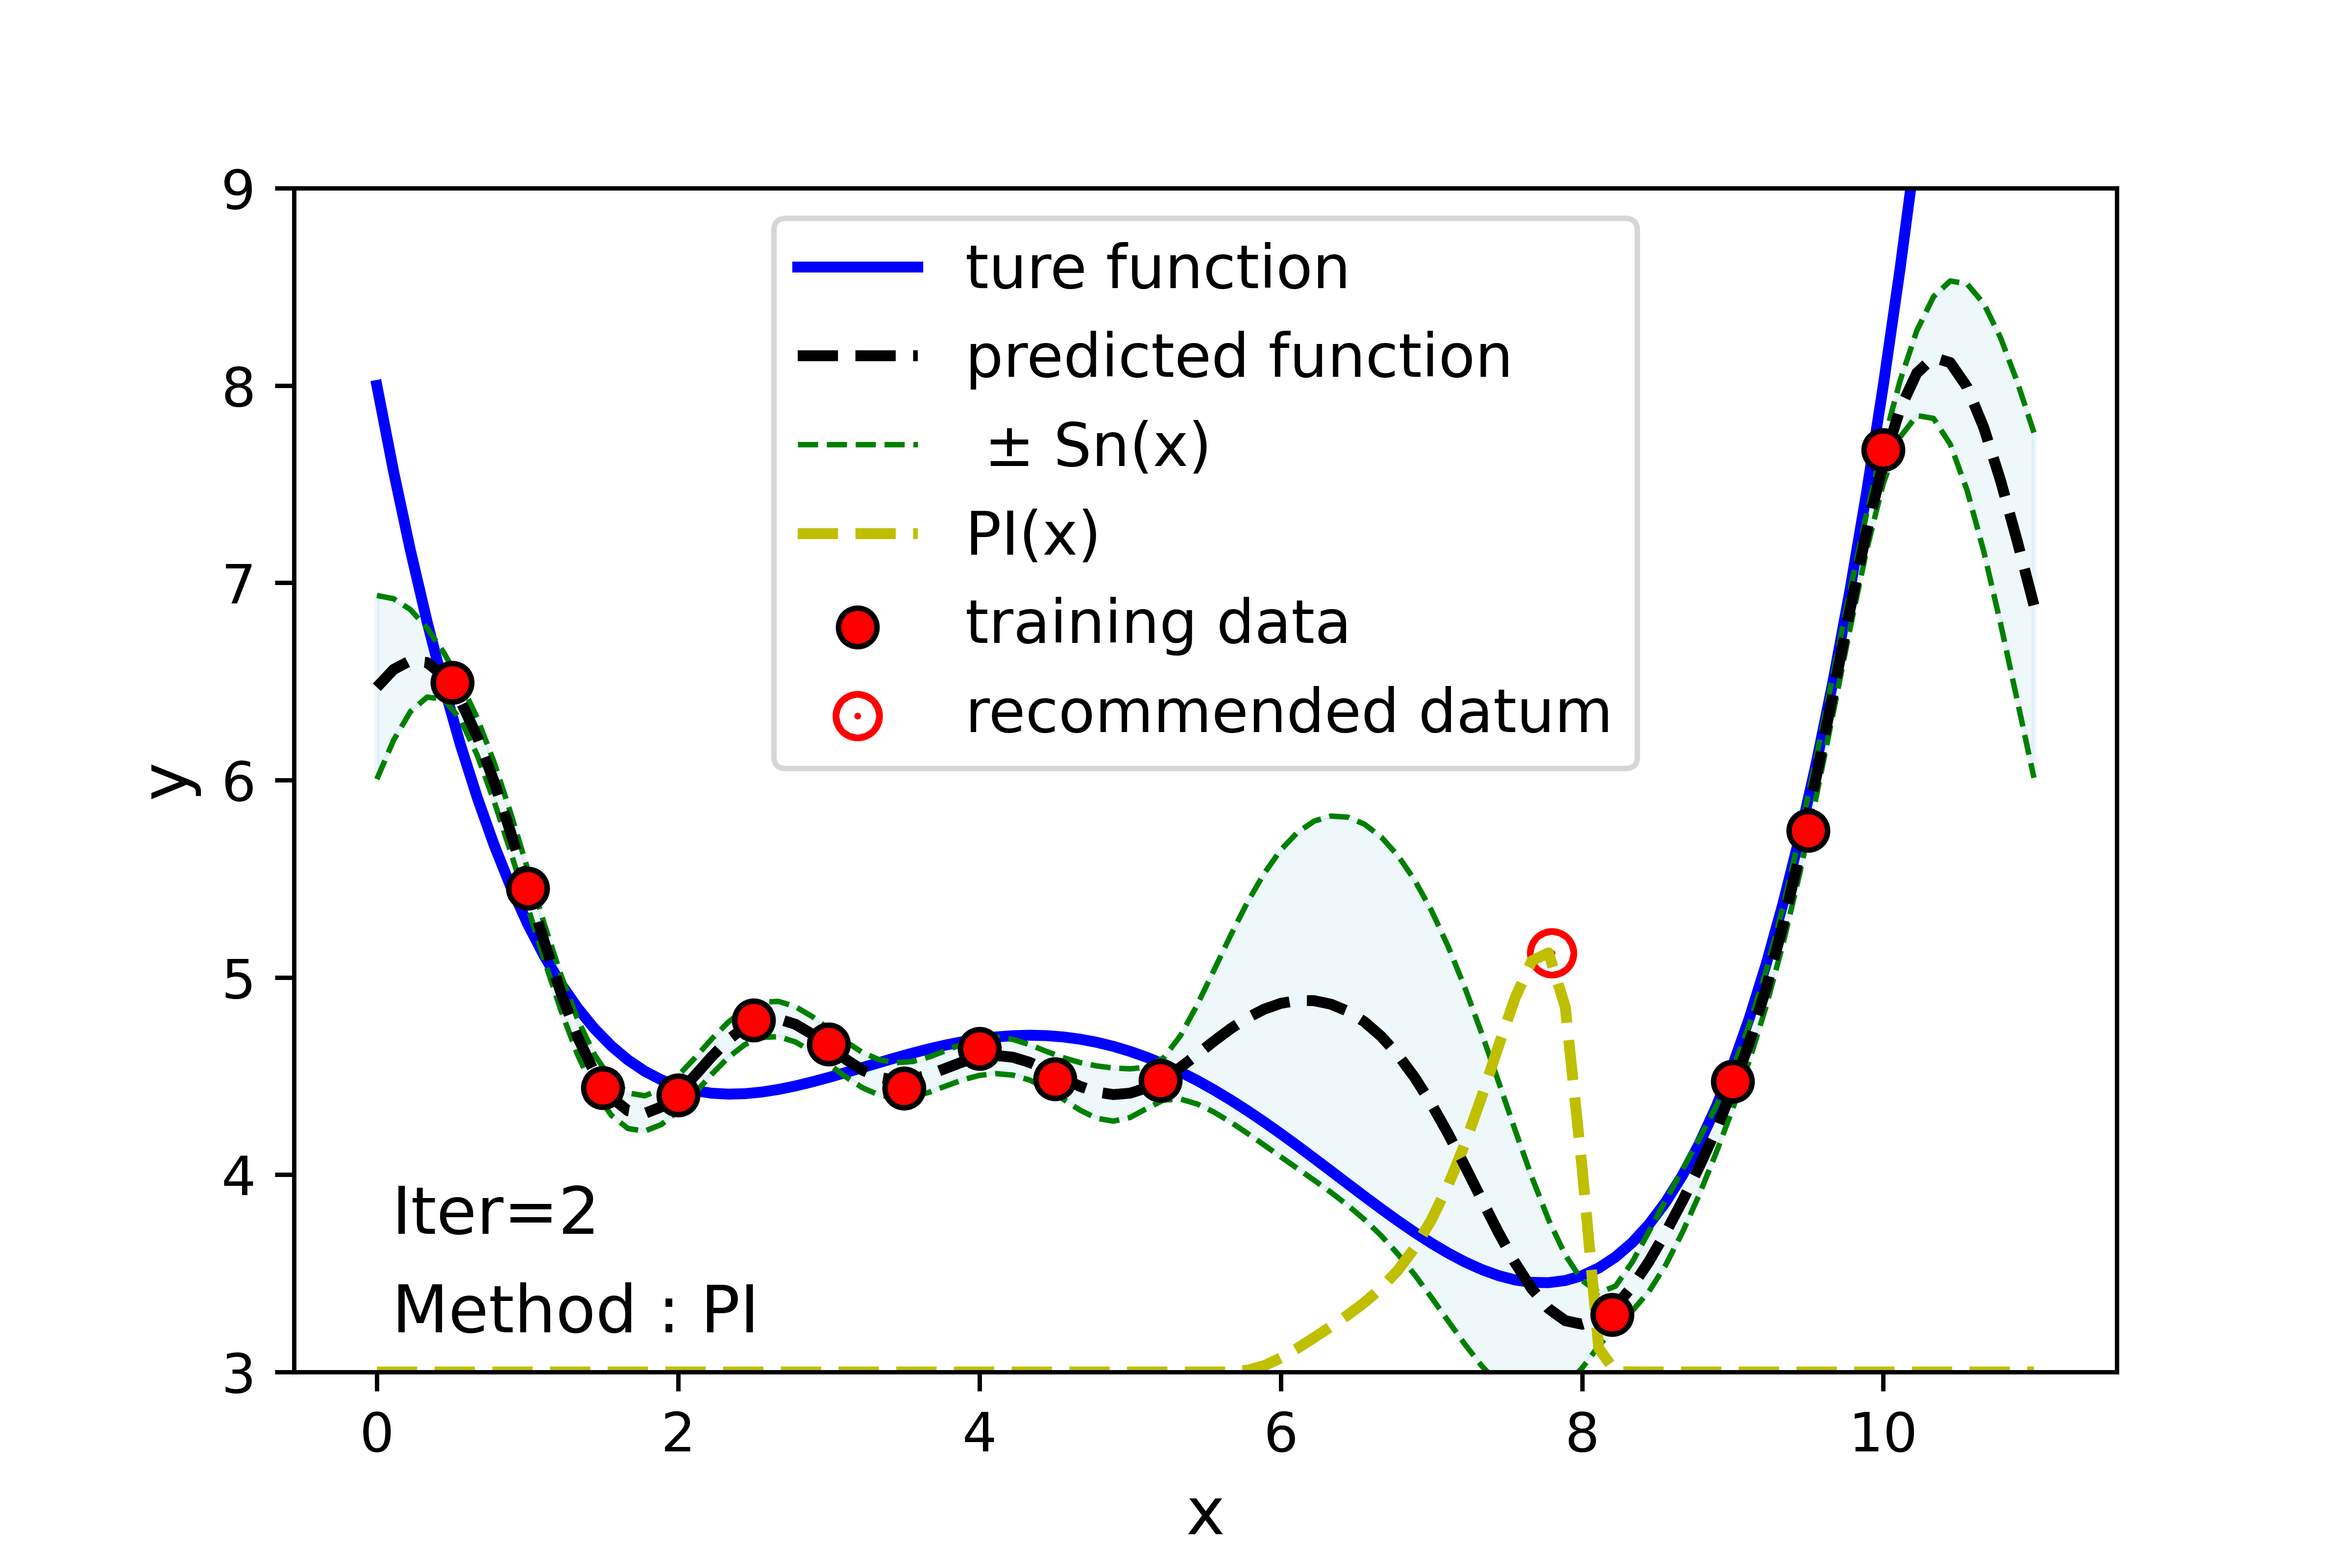 9
8
7
6
5
4
3
y
ture function
predicted function
± Sn(x)
PI(x)
training data
recommended datum
Iter=2
Method : PI
0 2 4 6 8 10
x